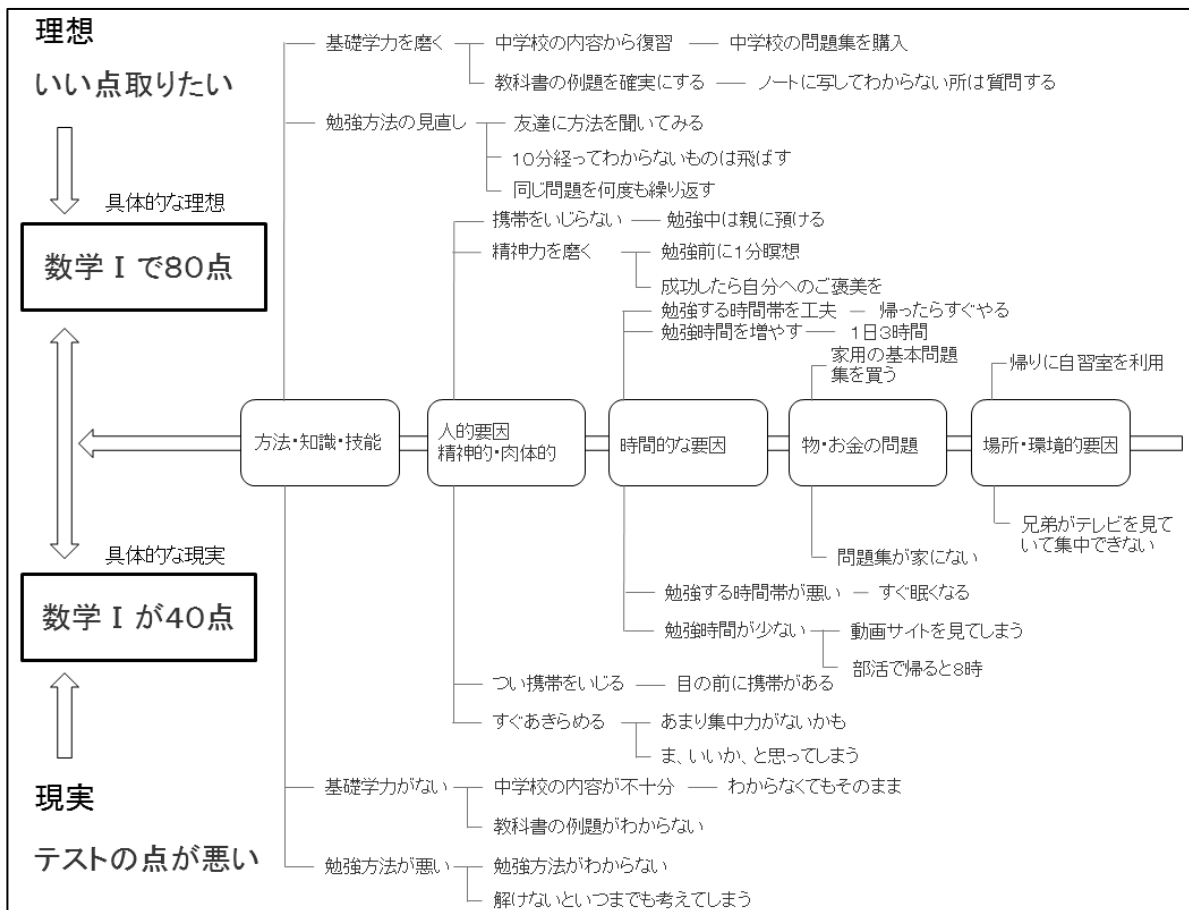 理想
いい点取りたい
具体的な理想
数学Ⅰで80点
具体的な現実
数学Ⅰが40点
現実
テストの点が悪い
基礎学力を磨く
中学校の内容から復習
中学校の問題集を購入
教科書の例題を確実にする
ノートに写してわからない所は質問する
勉強方法の見直し
友達に方法を聞いてみる
10分経ってわからないものは飛ばす
同じ問題を何度も繰り返す
携帯をいじらない
勉強中は親に預ける
精神力を磨く
勉強前に1分瞑想
成功したら自分へのご褒美を
勉強する時間帯を工夫
帰ったらすぐやる
勉強時間を増やす
1日3時間
家用の基本問題
集を買う
帰りに自習室を利用
方法・知識・技能
人的要因
精神的・肉体的
時間的な要因
物・お金の問題
場所・環境的要因
兄弟がテレビを見て
いて集中できない
問題集が家にない
勉強する時間帯が悪い
すぐ眠くなる
勉強時間が少ない
動画サイトを見てしまう
部活で帰ると8時
つい携帯をいじる
目の前に携帯がある
すぐあきらめる
あまり集中力がないかも
ま、いいか、と思ってしまう
基礎学力がない
中学校の内容が不十分
わからなくてもそのまま
教科書の例題がわからない
勉強方法が悪い
勉強方法がわからない
解けないといつまでも考えてしまう